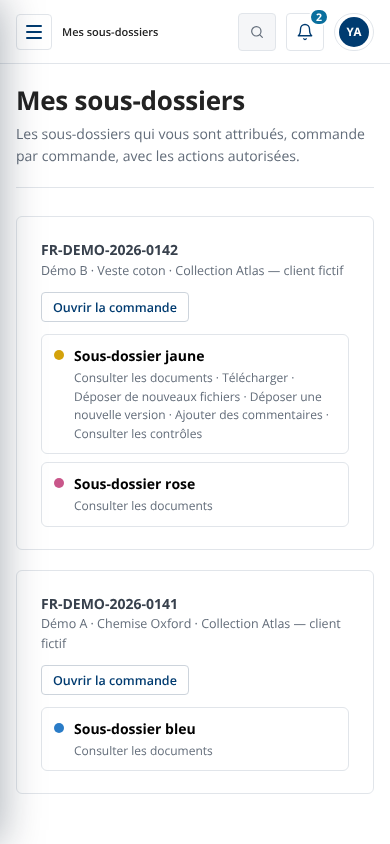 Mes sous-dossiers
2
YA
Mes sous-dossiers
Les sous-dossiers qui vous sont attribués, commande
par commande, avec les actions autorisées.
FR-DEMO-2026-0142
Démo B · Veste coton · Collection Atlas — client fictif
Ouvrir la commande
Sous-dossier jaune
Consulter les documents · Télécharger ·
Déposer de nouveaux fichiers · Déposer une
nouvelle version · Ajouter des commentaires ·
Consulter les contrôles
Sous-dossier rose
Consulter les documents
FR-DEMO-2026-0141
Démo A · Chemise Oxford · Collection Atlas — client
fictif
Ouvrir la commande
Sous-dossier bleu
Consulter les documents